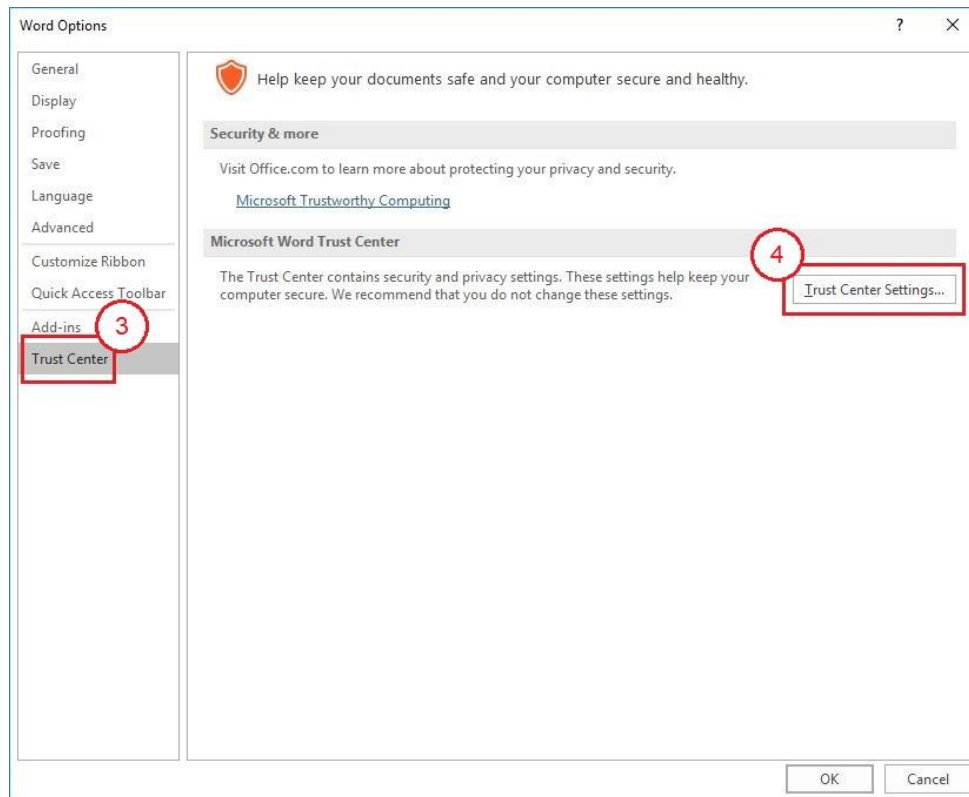 Word Options
?
General
Display
Proofing
Save
Language
Advanced
Customize Ribbon
Quick Access Toolbar
Add-ins
3
Trust Center
Help keep your documents safe and your computer secure and healthy.
Security & more
Visit Office.com to learn more about protecting your privacy and security.
Microsoft Trustworthy Computing
Microsoft Word Trust Center
4
The Trust Center contains security and privacy settings. These settings help keep your
computer secure. We recommend that you do not change these settings.
Trust Center Settings...
OK
Cancel